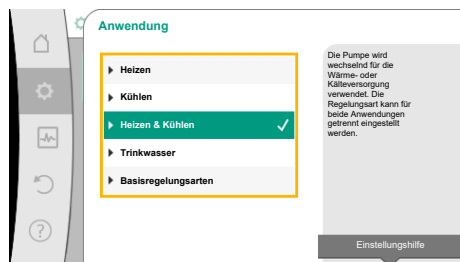 Anwendung
Heizen
Kühlen
Heizen & Kühlen
Trinkwasser
Basisregelungsarten
Die Pumpe wird
wechselnd für die
Wärme- oder
Kälteversorgung
verwendet. Die
Regelungsart kann für
beide Anwendungen
getrennt eingestellt
werden.
Einstellungshilfe